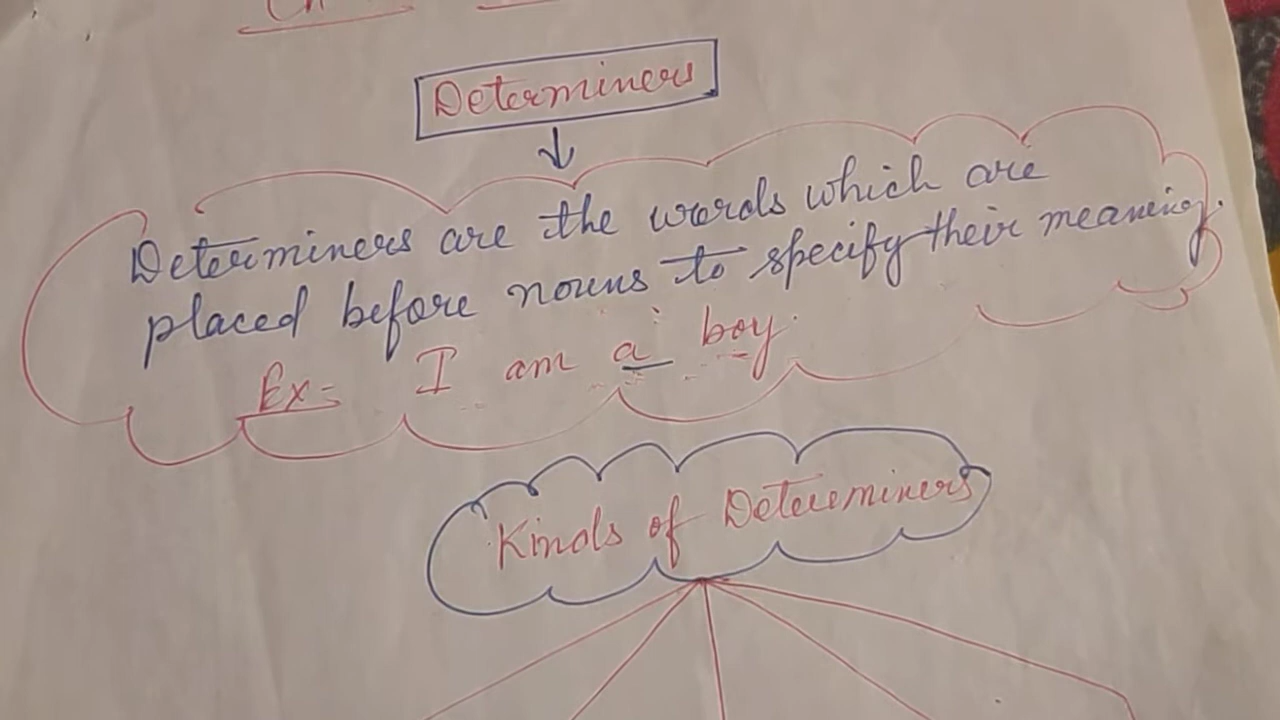 Determiners
Determiners are the words which are
placed before nouns to specify their meaning.
Ex= I am a boy.
Kinds of Determiners